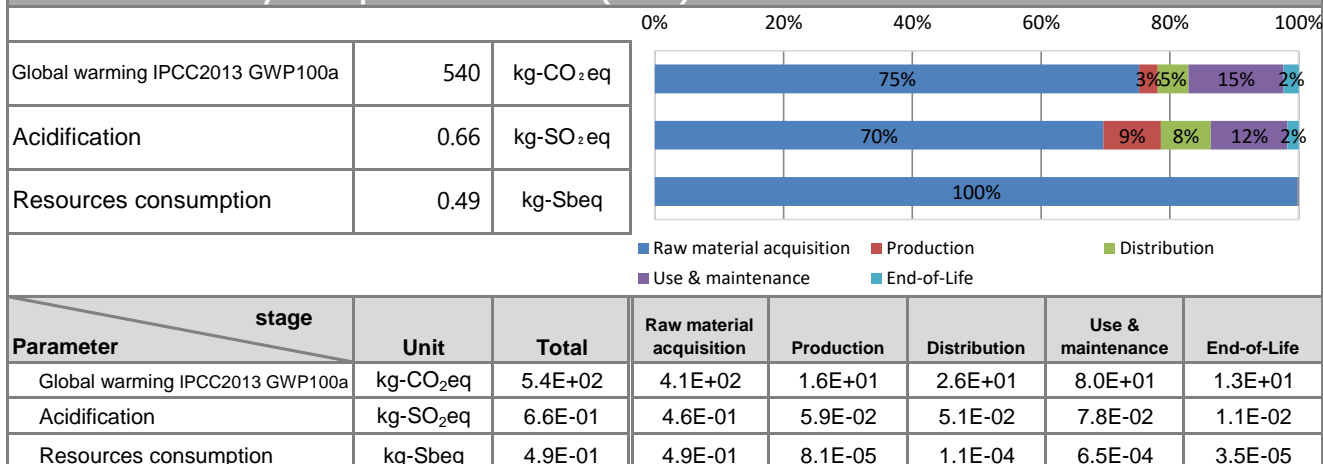 0% 20% 40% 60% 80% 100%
Global warming IPCC2013 GWP100a 540 kg-CO₂eq 75% 3% 5% 15% 2%
Acidification 0.66 kg-SO₂eq 70% 9% 8% 12% 2%
Resources consumption 0.49 kg-Sbeq 100%
Raw material acquisition Production Distribution
Use & maintenance End-of-Life
stage
Parameter Unit Total Raw material acquisition Production Distribution Use & maintenance End-of-Life
Global warming IPCC2013 GWP100a kg-CO₂eq 5.4E+02 4.1E+02 1.6E+01 2.6E+01 8.0E+01 1.3E+01
Acidification kg-SO₂eq 6.6E-01 4.6E-01 5.9E-02 5.1E-02 7.8E-02 1.1E-02
Resources consumption kg-Sbeq 4.9E-01 4.9E-01 8.1E-05 1.1E-04 6.5E-04 3.5E-05